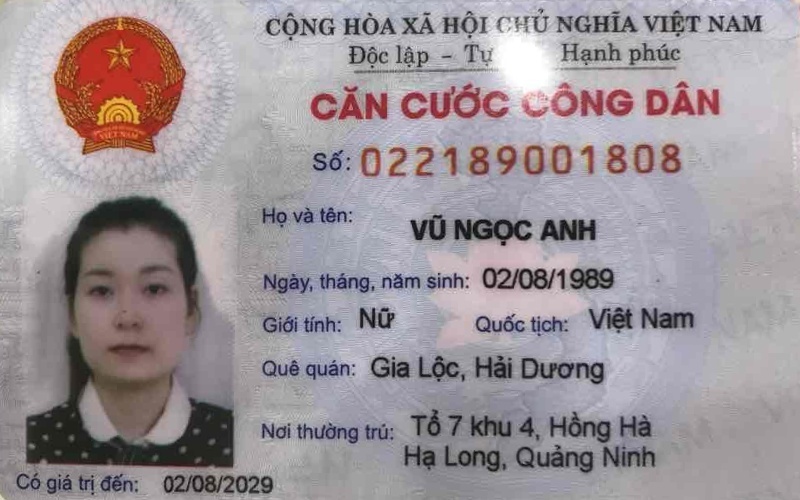 CỘNG HÒA XÃ HỘI CHỦ NGHĨA VIỆT NAM
Độc lập – Tự Hạnh phúc
CĂN CƯỚC CÔNG DÂN
Số: 022189001808
Họ và tên: VŨ NGỌC ANH
Ngày, tháng, năm sinh: 02/08/1989
Giới tính: Nữ Quốc tịch: Việt Nam
Quê quán: Gia Lộc, Hải Dương
Nơi thường trú: Tổ 7 khu 4, Hồng Hà
Hạ Long, Quảng Ninh
Có giá trị đến: 02/08/2029